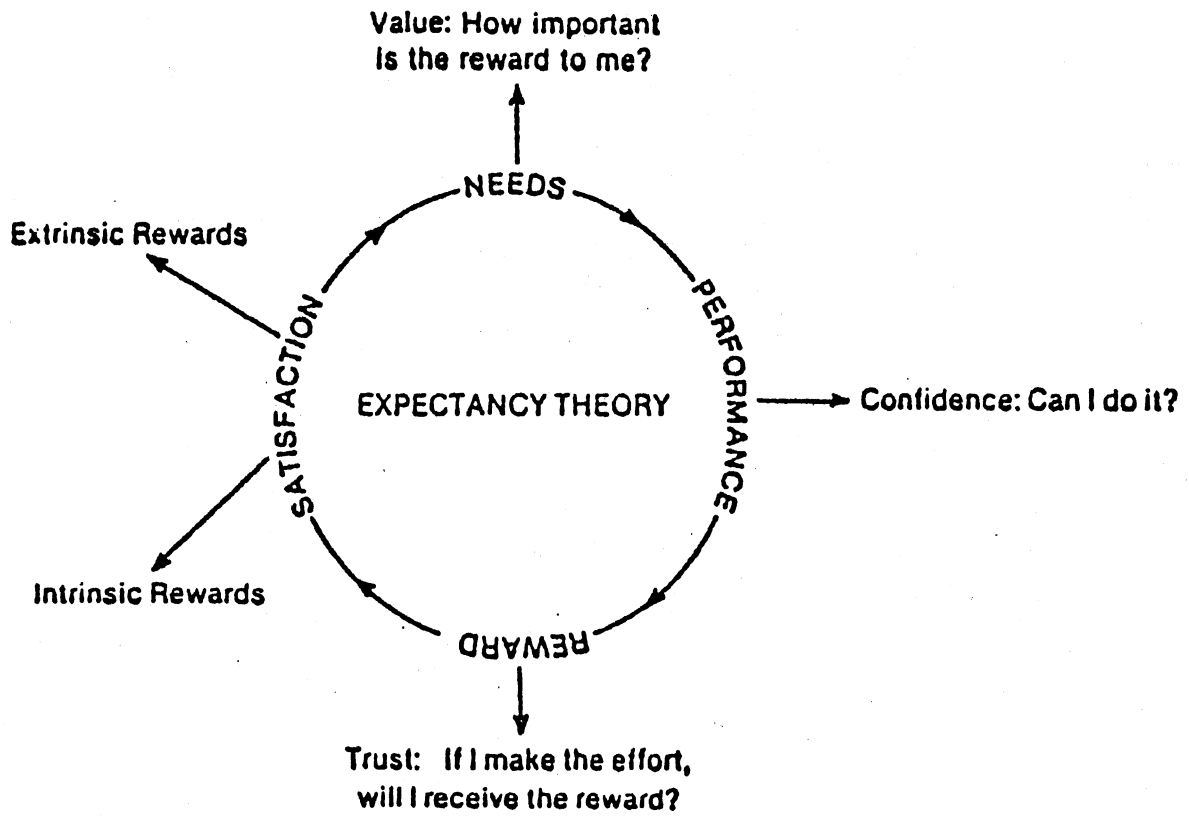 Value: How important
Is the reward to me?
NEEDS
Extrinsic Rewards
PERFORMANCE
SATISFACTION
EXPECTANCY THEORY
Confidence: Can I do it?
Intrinsic Rewards
REWARD
Trust: If I make the effort,
will I receive the reward?